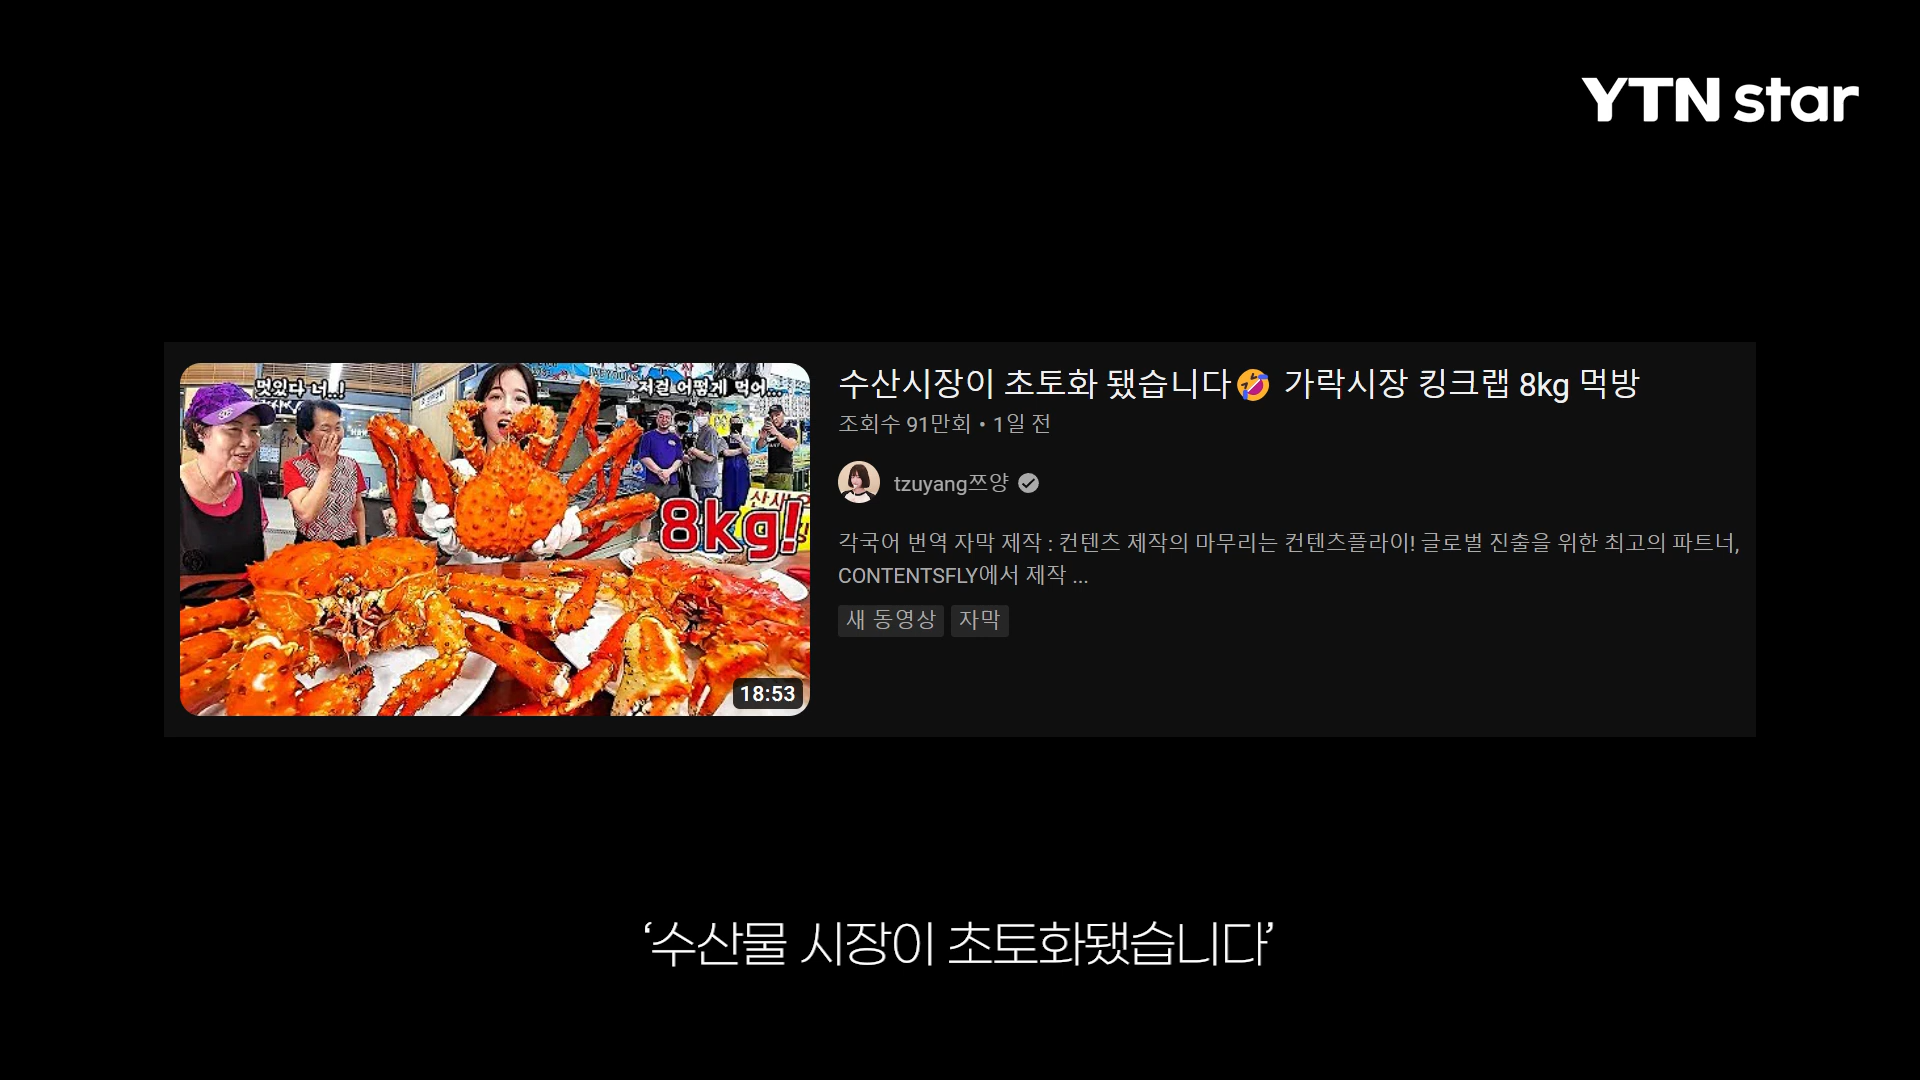 YTN star
멋있다 너..!
저걸 어떻게 먹어...
8kg!
18:53
수산시장이 초토화 됐습니다🤣 가락시장 킹크랩 8kg 먹방
조회수 91만회 • 1일 전
tzuyang쯔양
각국어 번역 자막 제작 : 컨텐츠 제작의 마무리는 컨텐츠플라이! 글로벌 진출을 위한 최고의 파트너,
CONTENTSFLY에서 제작 ...
새 동영상 자막
‘수산물 시장이 초토화됐습니다’